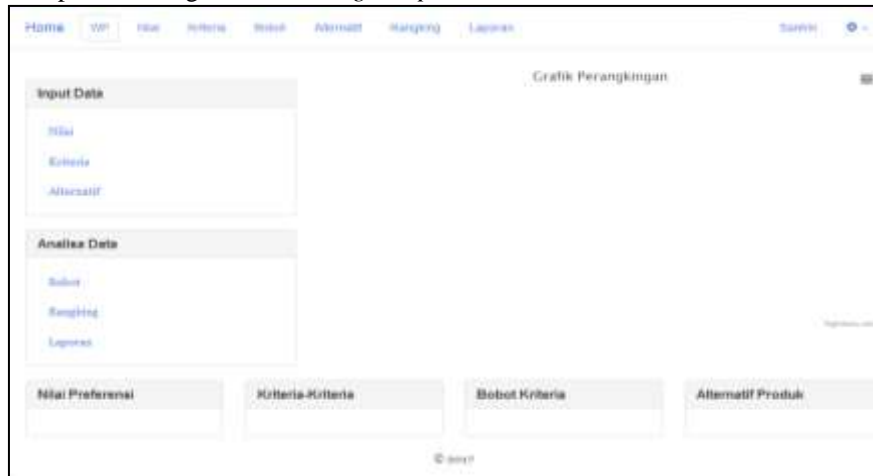 Home WP Nilai Kriteria Bobot Alternatif Rangking Laporan
Grafik Perangkingan
Input Data
Nilai
Kriteria
Alternatif
Analisa Data
Bobot
Rangking
Laporan
Nilai Preferensi Kriteria-Kriteria Bobot Kriteria Alternatif Produk
© 2017